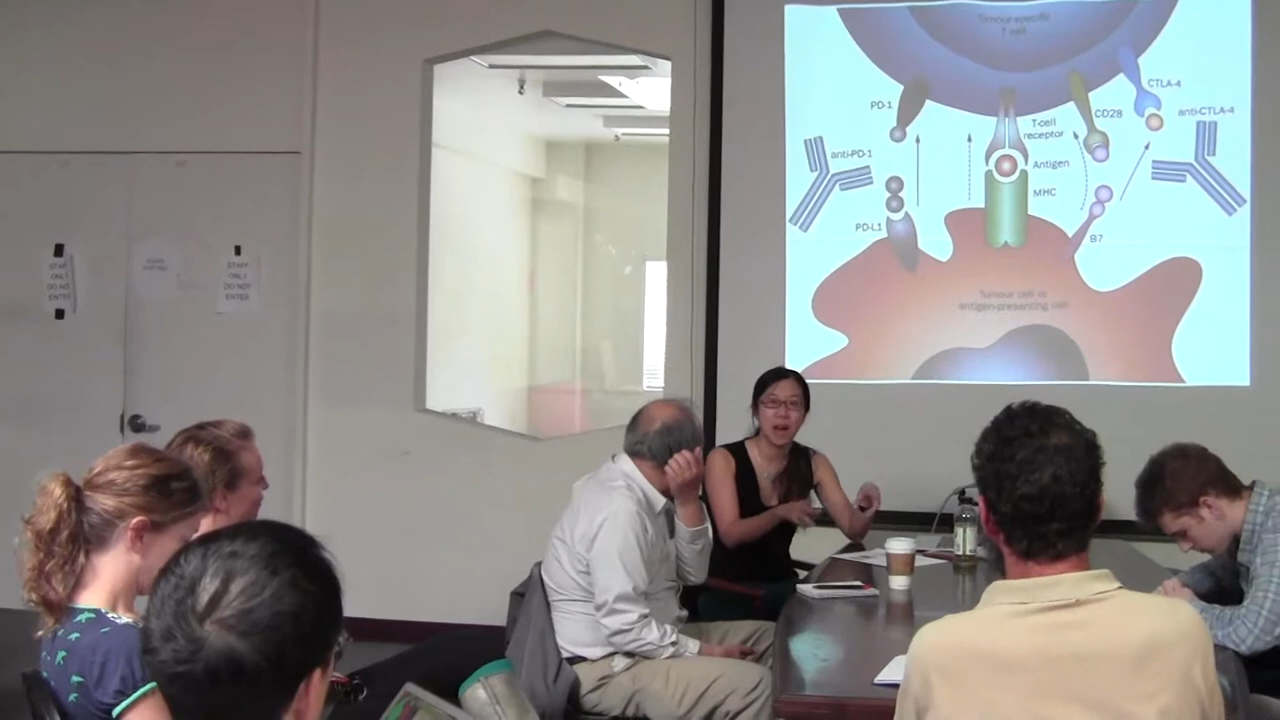 Tumour-specific
T cell
CTLA-4
PD-1
CD28
anti-CTLA-4
T-cell
receptor
anti-PD-1
Antigen
MHC
PD-L1
B7
Tumour cell or
antigen-presenting cell
STAFF
ONLY
DO NOT
ENTER
STAFF
ONLY
DO NOT
ENTER